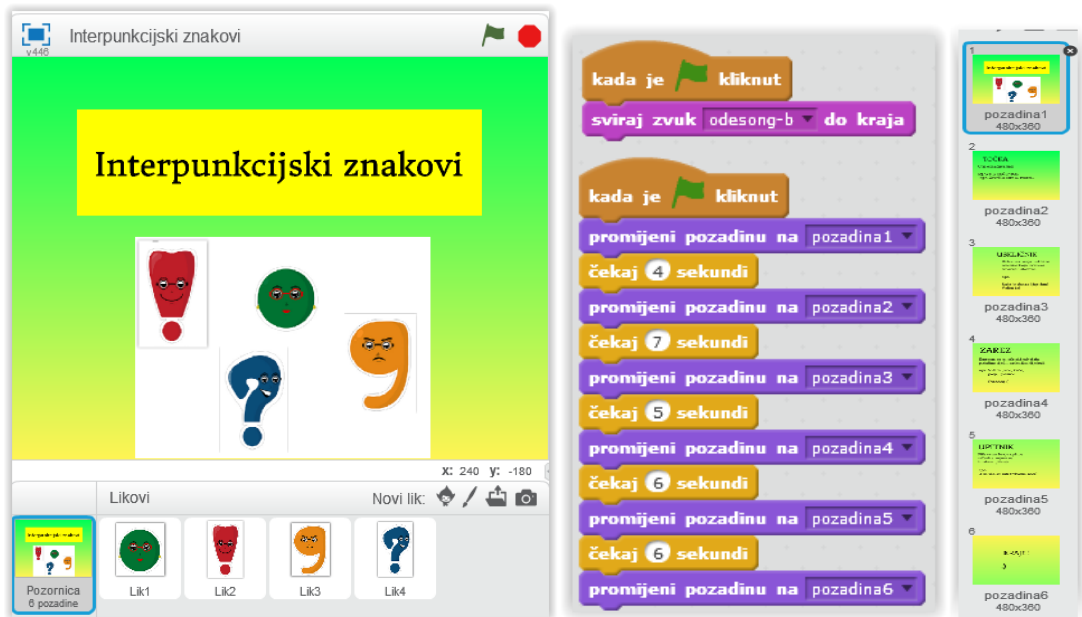 Interpunkcijski znakovi
v446
Interpunkcijski znakovi
X: 240 y: -180
Likovi
Novi lik:
Pozornica
6 pozadine
Lik1
Lik2
Lik3
Lik4
kada je kliknut
sviraj zvuk odesong-b do kraja
kada je kliknut
promijeni pozadinu na pozadina1
čekaj 4 sekundi
promijeni pozadinu na pozadina2
čekaj 7 sekundi
promijeni pozadinu na pozadina3
čekaj 5 sekundi
promijeni pozadinu na pozadina4
čekaj 6 sekundi
promijeni pozadinu na pozadina5
čekaj 6 sekundi
promijeni pozadinu na pozadina6
1
Interpunkcijski znakovi
pozadina1
480x360
2
TOČKA
pozadina2
480x360
3
USKLIČNIK
pozadina3
480x360
4
ZAREZ
pozadina4
480x360
5
UPITNIK
pozadina5
480x360
6
KRAJ!
pozadina6
480x360